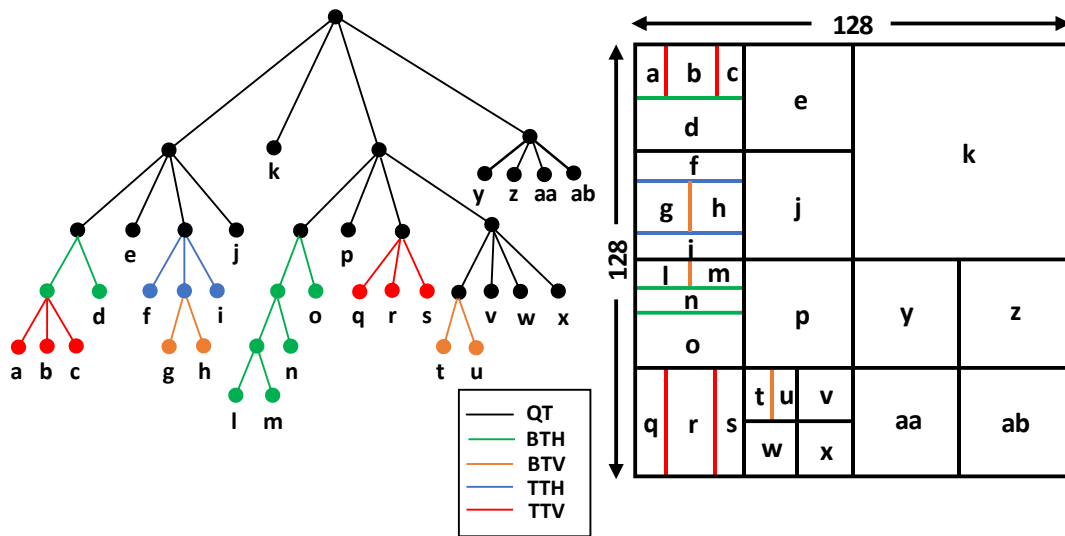 k
y z aa ab
e j
d f i p
a b c g h o q r s v w x
n t u
l m
QT
BTH
BTV
TTH
TTV
128
128
a b c
d
e
k
f
g h
i
j
l m
n
o
p
y
z
q r s
t u v
w x
aa
ab